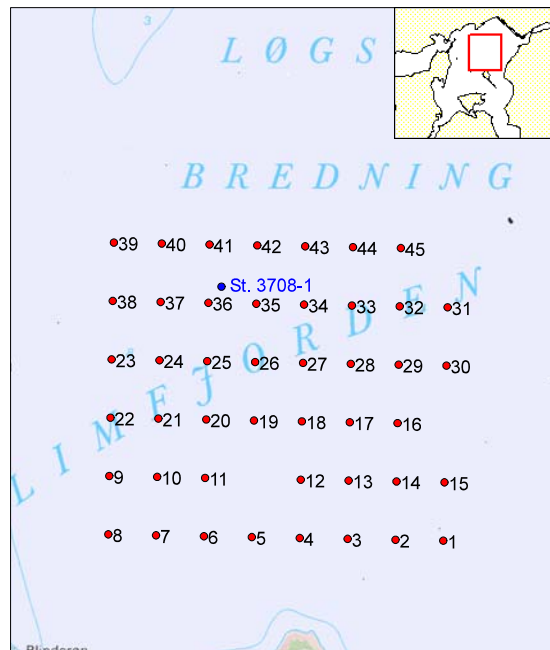 3
LØGS
BREDNING
39 40 41 42 43 44 45
St. 3708-1
38 37 36 35 34 33 32 31
LIMFJORDEN
23 24 25 26 27 28 29 30
22 21 20 19 18 17 16
9 10 11 12 13 14 15
8 7 6 5 4 3 2 1